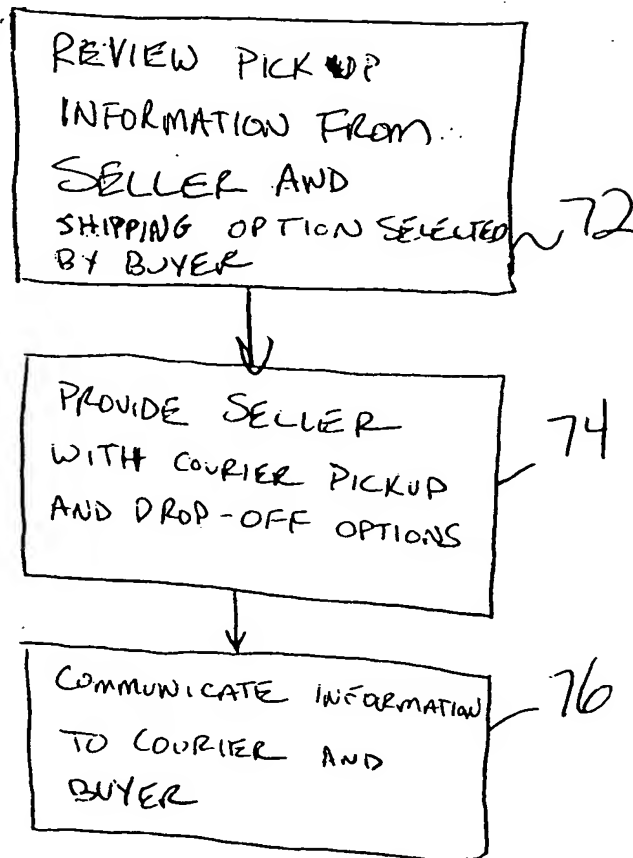 REVIEW PICKUP
INFORMATION FROM
SELLER AND
SHIPPING OPTION SELECTED
BY BUYER
72
PROVIDE SELLER
WITH COURIER PICKUP
AND DROP-OFF OPTIONS
74
COMMUNICATE INFORMATION
TO COURIER AND
BUYER
76